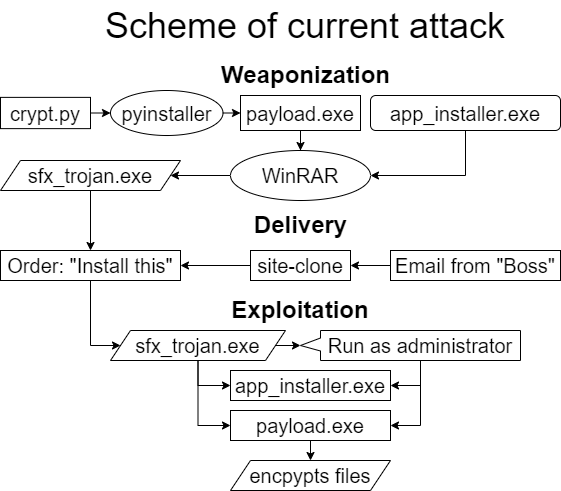 Scheme of current attack
Weaponization
crypt.py
pyinstaller
payload.exe
app_installer.exe
sfx_trojan.exe
WinRAR
Delivery
Order: "Install this"
site-clone
Email from "Boss"
Exploitation
sfx_trojan.exe
Run as administrator
app_installer.exe
payload.exe
encpypts files